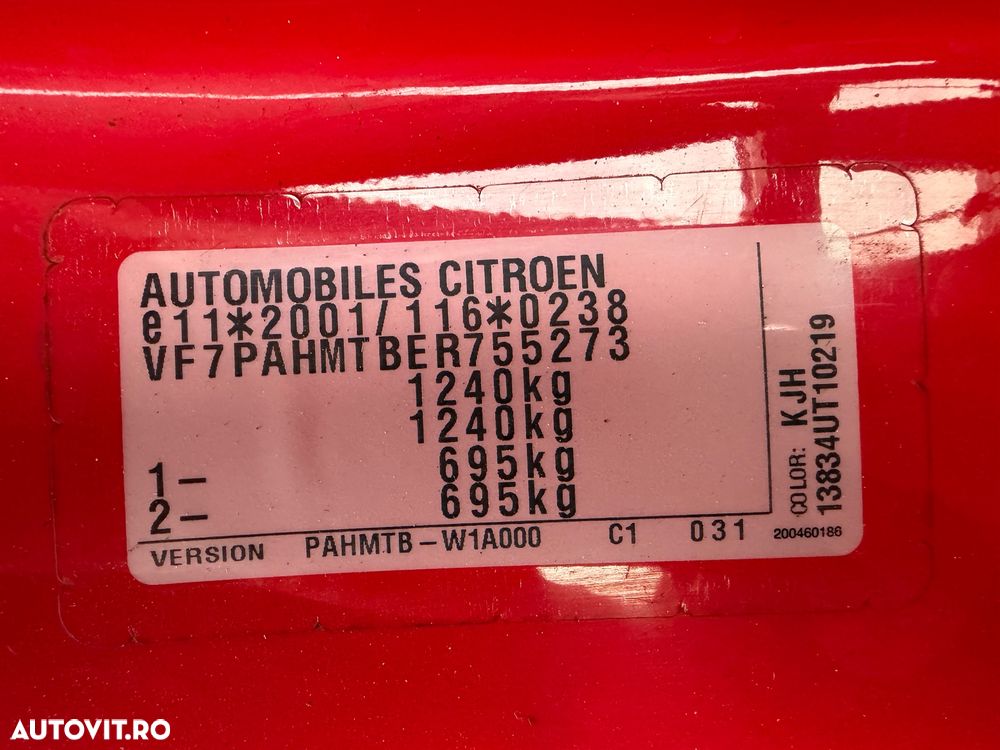 AUTOMOBILES CITROEN
e11*2001/116*0238
VF7PAHMTBER755273
1240kg
1240kg
1– 695kg
2– 695kg
VERSION PAHMTB–W1A000 C1 031
COLOR: KJH
13834UT10219
200460186
AUTOVIT.RO